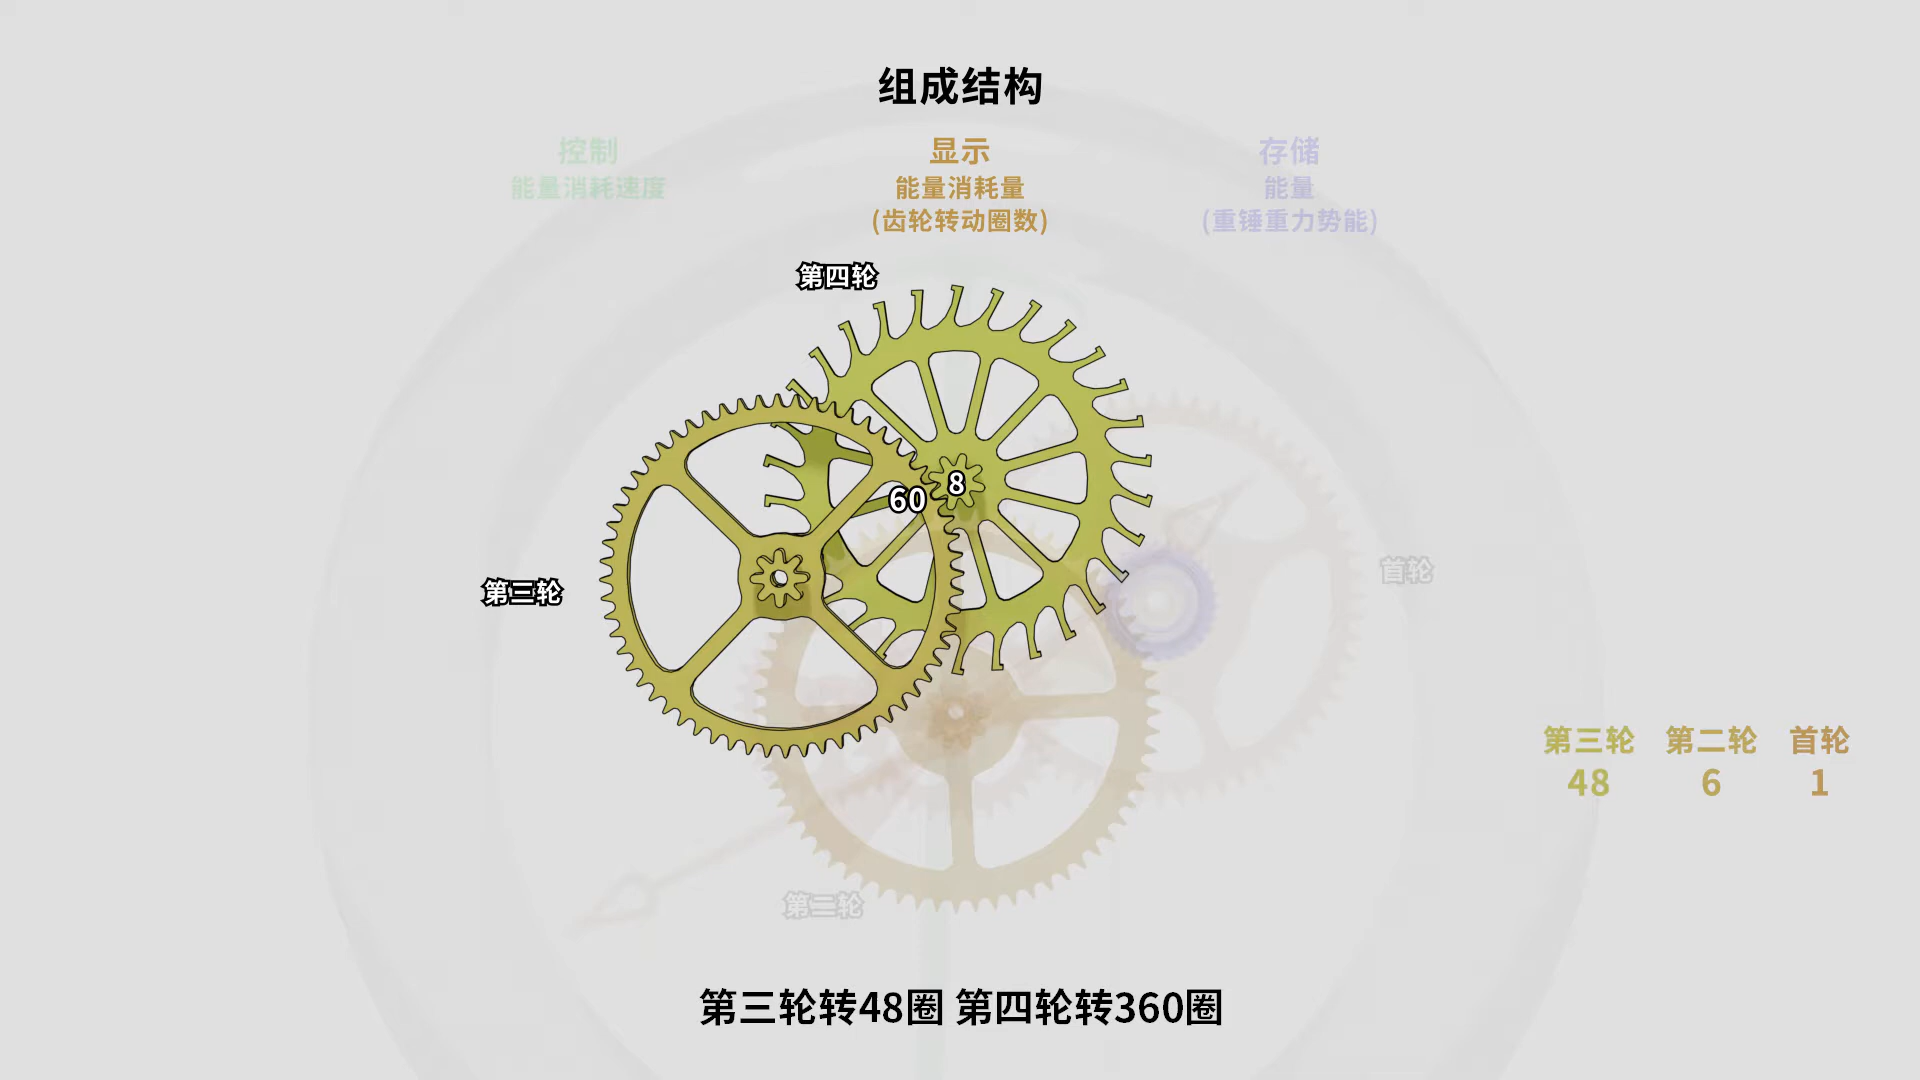 组成结构
控制
能量消耗速度
显示
能量消耗量
(齿轮转动圈数)
存储
能量
(重锤重力势能)
第四轮
8
60
第三轮
首轮
第三轮 第二轮 首轮
48 6 1
第二轮
第三轮转48圈 第四轮转360圈